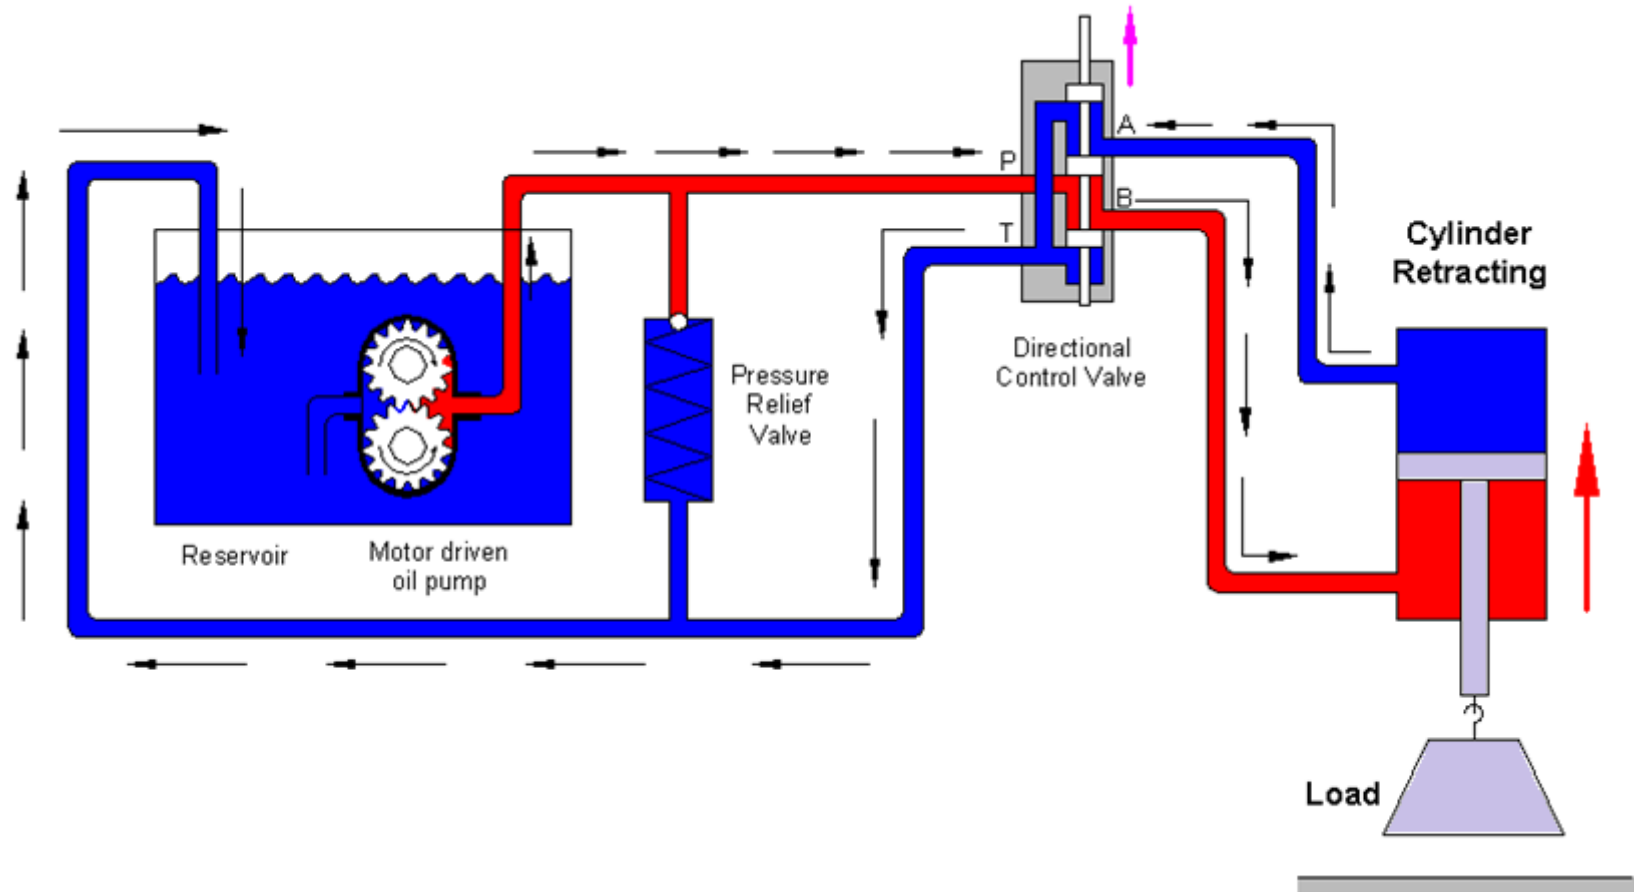 A
P
B
T
Cylinder
Retracting
Directional
Control Valve
Pressure
Relief
Valve
Reservoir
Motor driven
oil pump
Load